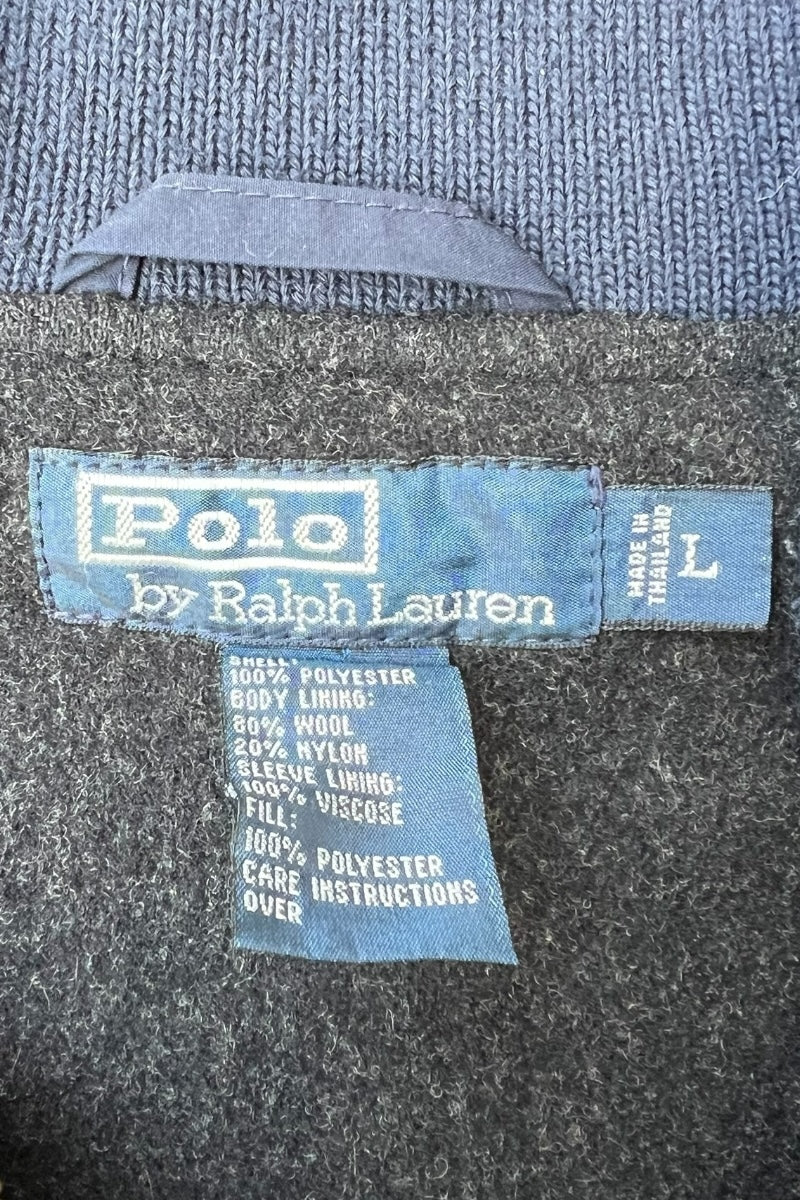 Polo
by Ralph Lauren
MADE IN
THAILAND
L
SHELL:
100% POLYESTER
BODY LINING:
80% WOOL
20% NYLON
SLEEVE LINING:
100% VISCOSE
FILL:
100% POLYESTER
CARE INSTRUCTIONS
OVER